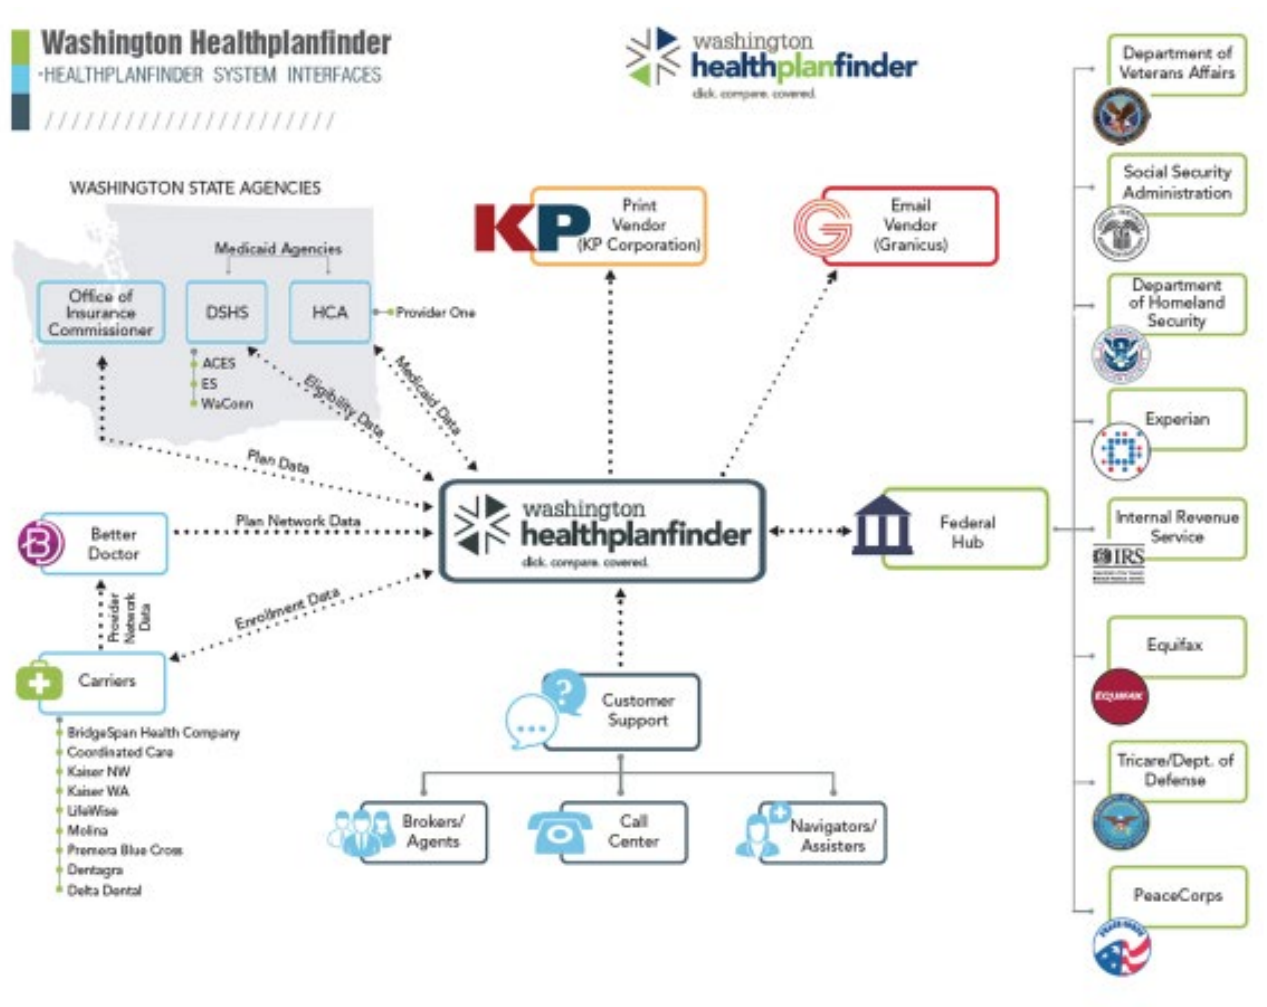 Washington Healthplanfinder
HEALTHPLANFINDER SYSTEM INTERFACES
washington
healthplanfinder
click. compare. covered.
WASHINGTON STATE AGENCIES
Medicaid Agencies
Office of
Insurance
Commissioner
DSHS
HCA
Provider One
ACES
ES
WaConn
Eligibility Data
Medicaid Data
Plan Data
KP
Print
Vendor
(KP Corporation)
G
Email
Vendor
(Granicus)
B
Better
Doctor
Plan Network Data
washington
healthplanfinder
click. compare. covered.
Federal
Hub
Provider
Network
Data
Enrollment Data
Carriers
BridgeSpan Health Company
Coordinated Care
Kaiser NW
Kaiser WA
LifeWise
Molina
Premera Blue Cross
Dentagra
Delta Dental
?
Customer
Support
Brokers/
Agents
Call
Center
Navigators/
Assisters
Department of
Veterans Affairs
Social Security
Administration
Department
of Homeland
Security
Experian
Internal Revenue
Service
IRS
Equifax
EQUIFAX
Tricare/Dept. of
Defense
PeaceCorps